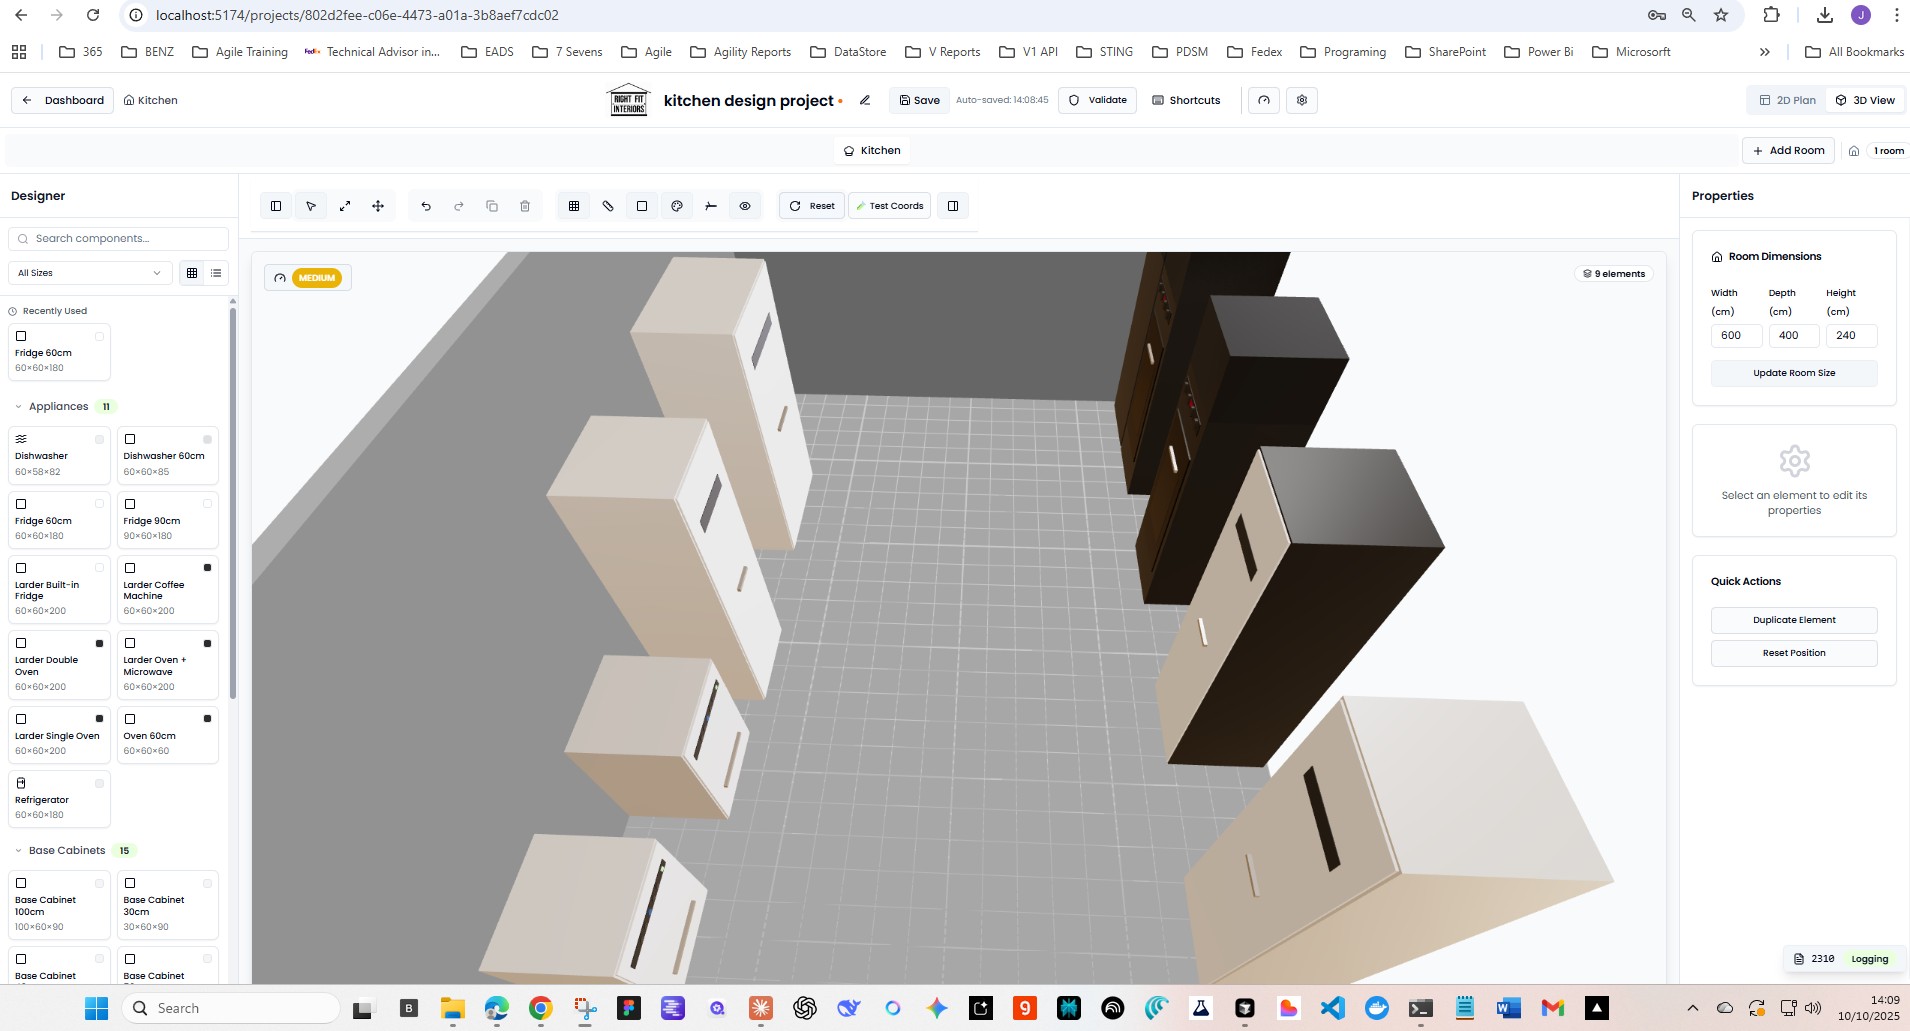 localhost:5174/projects/802d2fee-c06e-4473-a01a-3b8aef7cdc02
J
365
BENZ
Agile Training
FedEx
Technical Advisor in...
EADS
7 Sevens
Agile
Agility Reports
DataStore
V Reports
V1 API
STING
PDSM
Fedex
Programing
SharePoint
Power Bi
Microsorft
All Bookmarks
Dashboard
Kitchen
RIGHT FIT
INTERIORS
kitchen design project
Save
Auto-saved: 14:08:45
Validate
Shortcuts
2D Plan
3D View
Kitchen
Add Room
1 room
Designer
Search components...
All Sizes
Reset
Test Coords
MEDIUM
9 elements
Recently Used
Fridge 60cm
60×60×180
Appliances 11
Dishwasher
60×58×82
Dishwasher 60cm
60×60×85
Fridge 60cm
60×60×180
Fridge 90cm
90×60×180
Larder Built-in
Fridge
60×60×200
Larder Coffee
Machine
60×60×200
Larder Double
Oven
60×60×200
Larder Oven +
Microwave
60×60×200
Larder Single Oven
60×60×200
Oven 60cm
60×60×60
Refrigerator
60×60×180
Base Cabinets 15
Base Cabinet
100cm
100×60×90
Base Cabinet
30cm
30×60×90
Base Cabinet
Base Cabinet
Properties
Room Dimensions
Width
(cm)
Depth
(cm)
Height
(cm)
600
400
240
Update Room Size
Select an element to edit its
properties
Quick Actions
Duplicate Element
Reset Position
2310 Logging
Search
B
9
14:09
10/10/2025